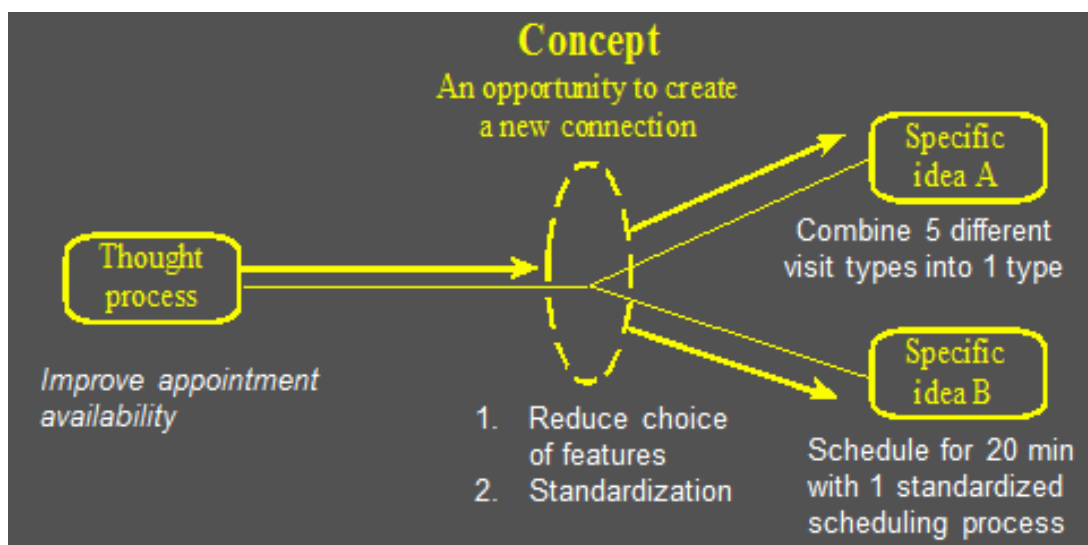 Concept
An opportunity to create
a new connection
Thought
process
Improve appointment
availability
1. Reduce choice
of features
2. Standardization
Specific
idea A
Combine 5 different
visit types into 1 type
Specific
idea B
Schedule for 20 min
with 1 standardized
scheduling process